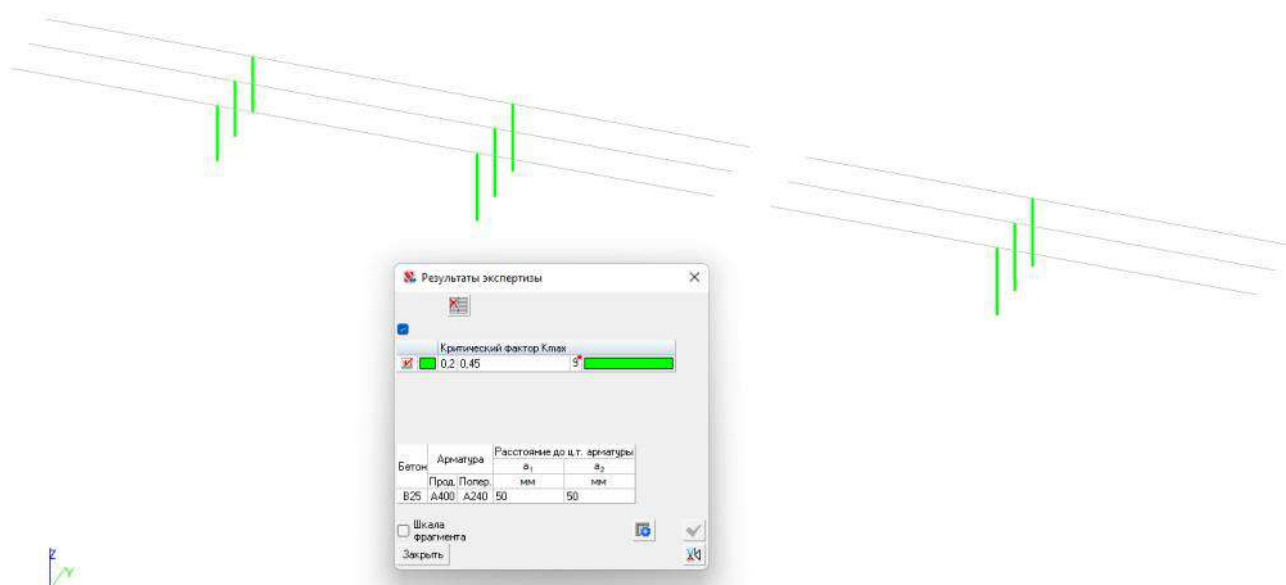 Результаты экспертизы
Критический фактор Kmax
0,2 0,45 9
Бетон Арматура Расстояние до ц.т. арматуры
a1 a2
Прод. Попер. мм мм
B25 A400 A240 50 50
Шкала
фрагмента
Закрыть
Z
Y